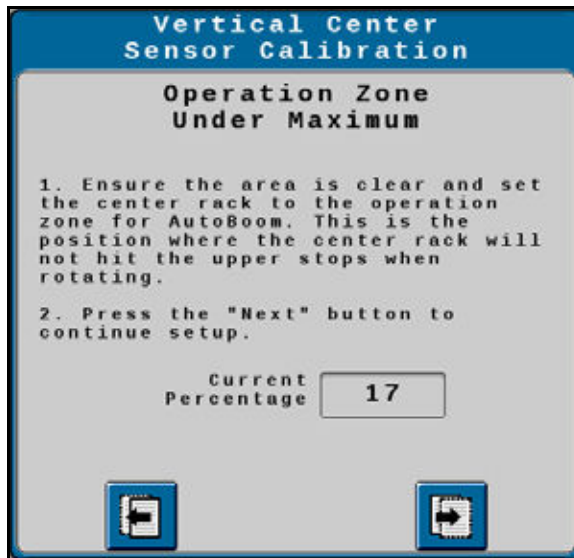 Vertical Center
Sensor Calibration
Operation Zone
Under Maximum
1. Ensure the area is clear and set
the center rack to the operation
zone for AutoBoom. This is the
position where the center rack will
not hit the upper stops when
rotating.
2. Press the "Next" button to
continue setup.
Current
Percentage
17